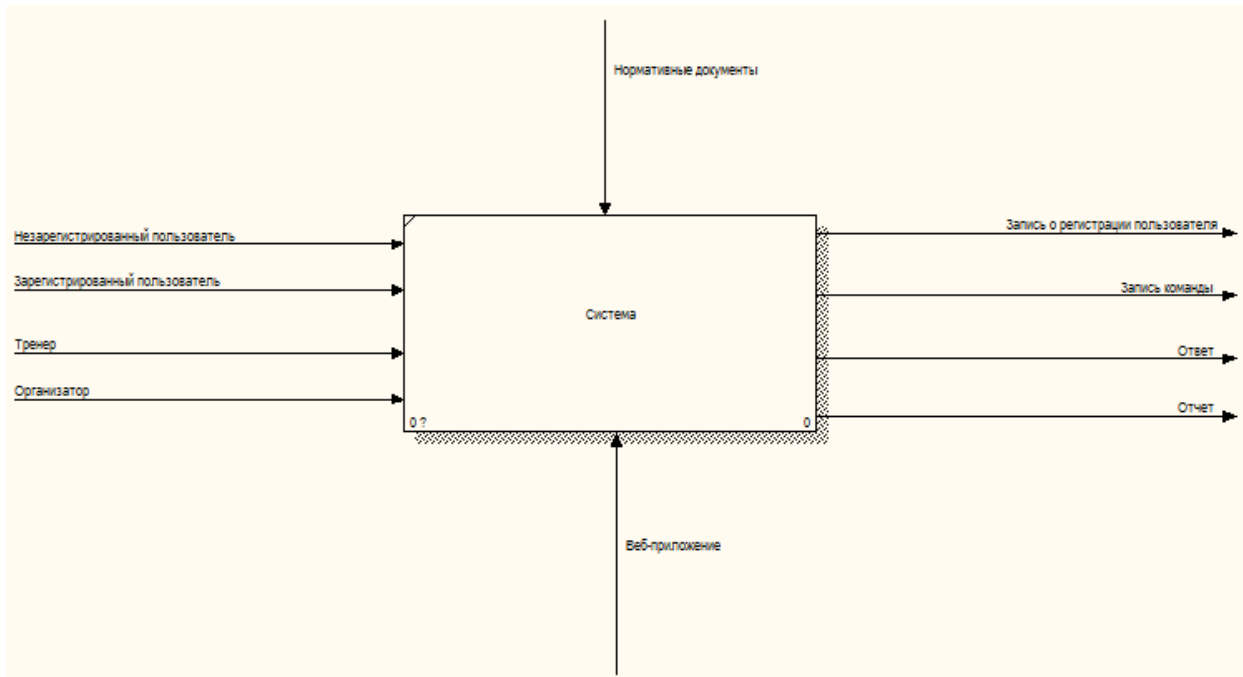 Нормативные документы
Незарегистрированный пользователь
Запись о регистрации пользователя
Зарегистрированный пользователь
Запись команды
Система
Тренер
Ответ
Организатор
Отчет
0 ?
0
Веб-приложение